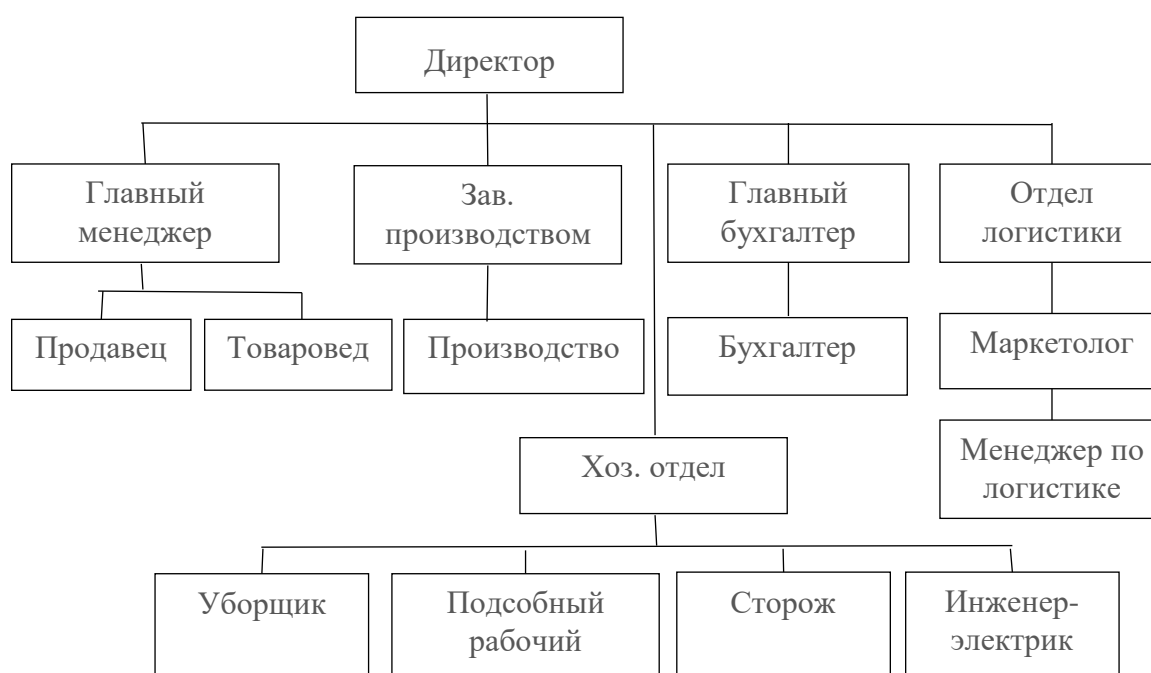 Директор
Главный
менеджер
Зав.
производством
Главный
бухгалтер
Отдел
логистики
Продавец
Товаровед
Производство
Бухгалтер
Маркетолог
Хоз. отдел
Менеджер по
логистике
Уборщик
Подсобный
рабочий
Сторож
Инженер-
электрик